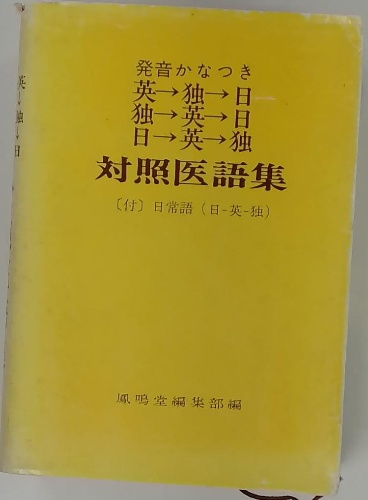 発音かなつき
英→独→日
独→英→日
日→英→独
対照医語集
〔付〕日常語(日-英-独)
鳳鳴堂編集部編
英→独→日